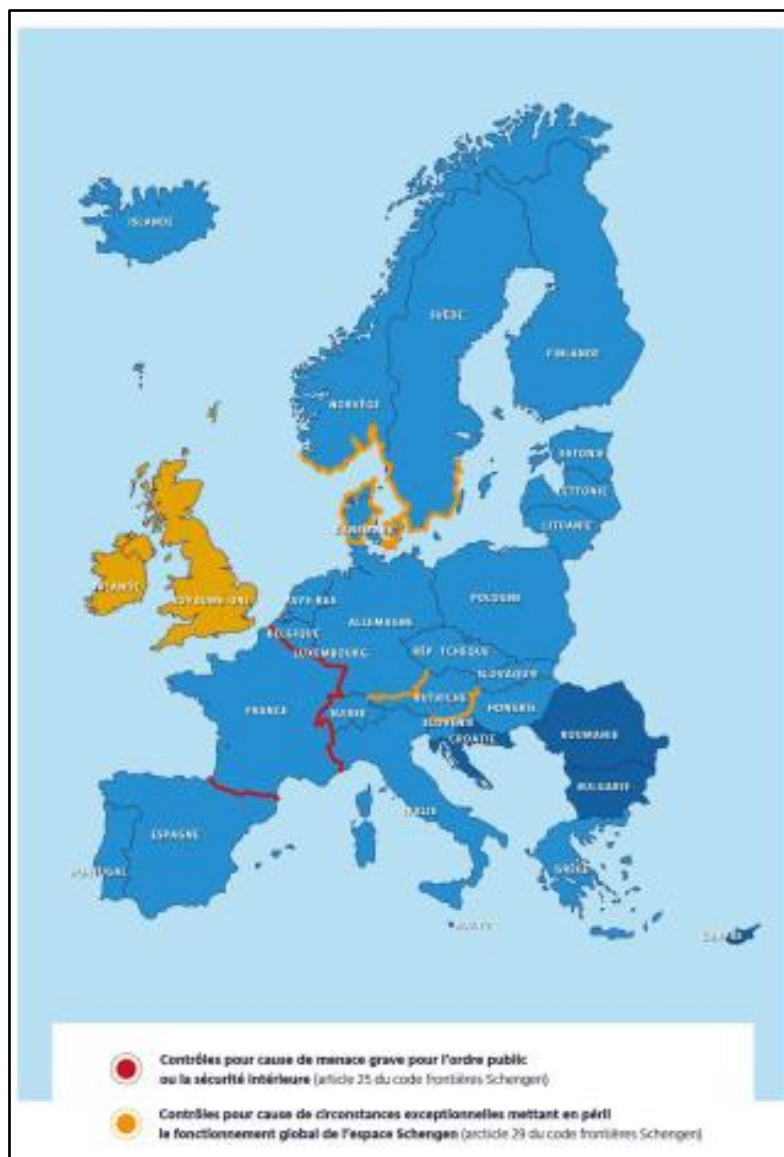 ISLANDE
SUÈDE
FINLANDE
NORVÈGE
ESTONIE
LETTONIE
LITUANIE
DANEMARK
IRLANDE
ROYAUME-UNI
PAYS-BAS
POLOGNE
ALLEMAGNE
BELGIQUE
LUXEMBOURG
RÉP. TCHÈQUE
SLOVAQUIE
AUTRICHE
HONGRIE
FRANCE
SUISSE
SLOVÉNIE
CROATIE
ROUMANIE
BULGARIE
ITALIE
ESPAGNE
PORTUGAL
GRÈCE
MALTE
CHYPRE
Contrôles pour cause de menace grave pour l'ordre public
ou la sécurité intérieure (article 25 du code frontières Schengen)
Contrôles pour cause de circonstances exceptionnelles mettant en péril
le fonctionnement global de l'espace Schengen (arcticle 29 du code frontières Schengen)